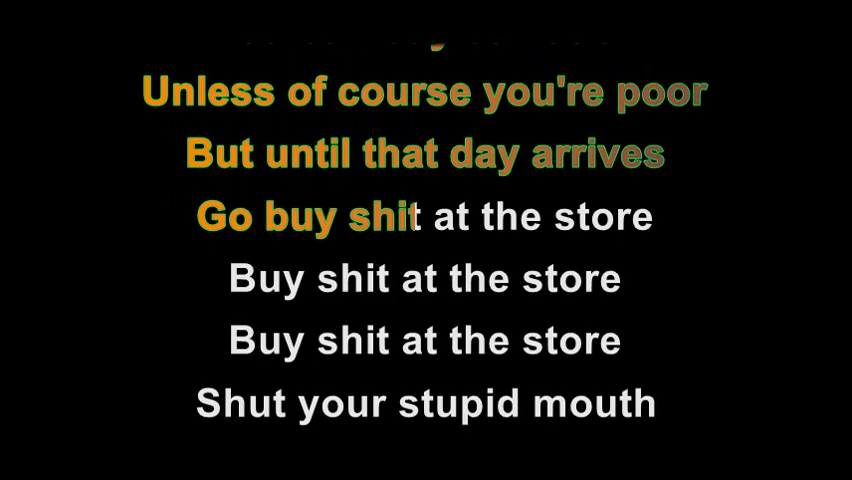 Unless of course you're poor
But until that day arrives
Go buy shit at the store
Buy shit at the store
Buy shit at the store
Shut your stupid mouth